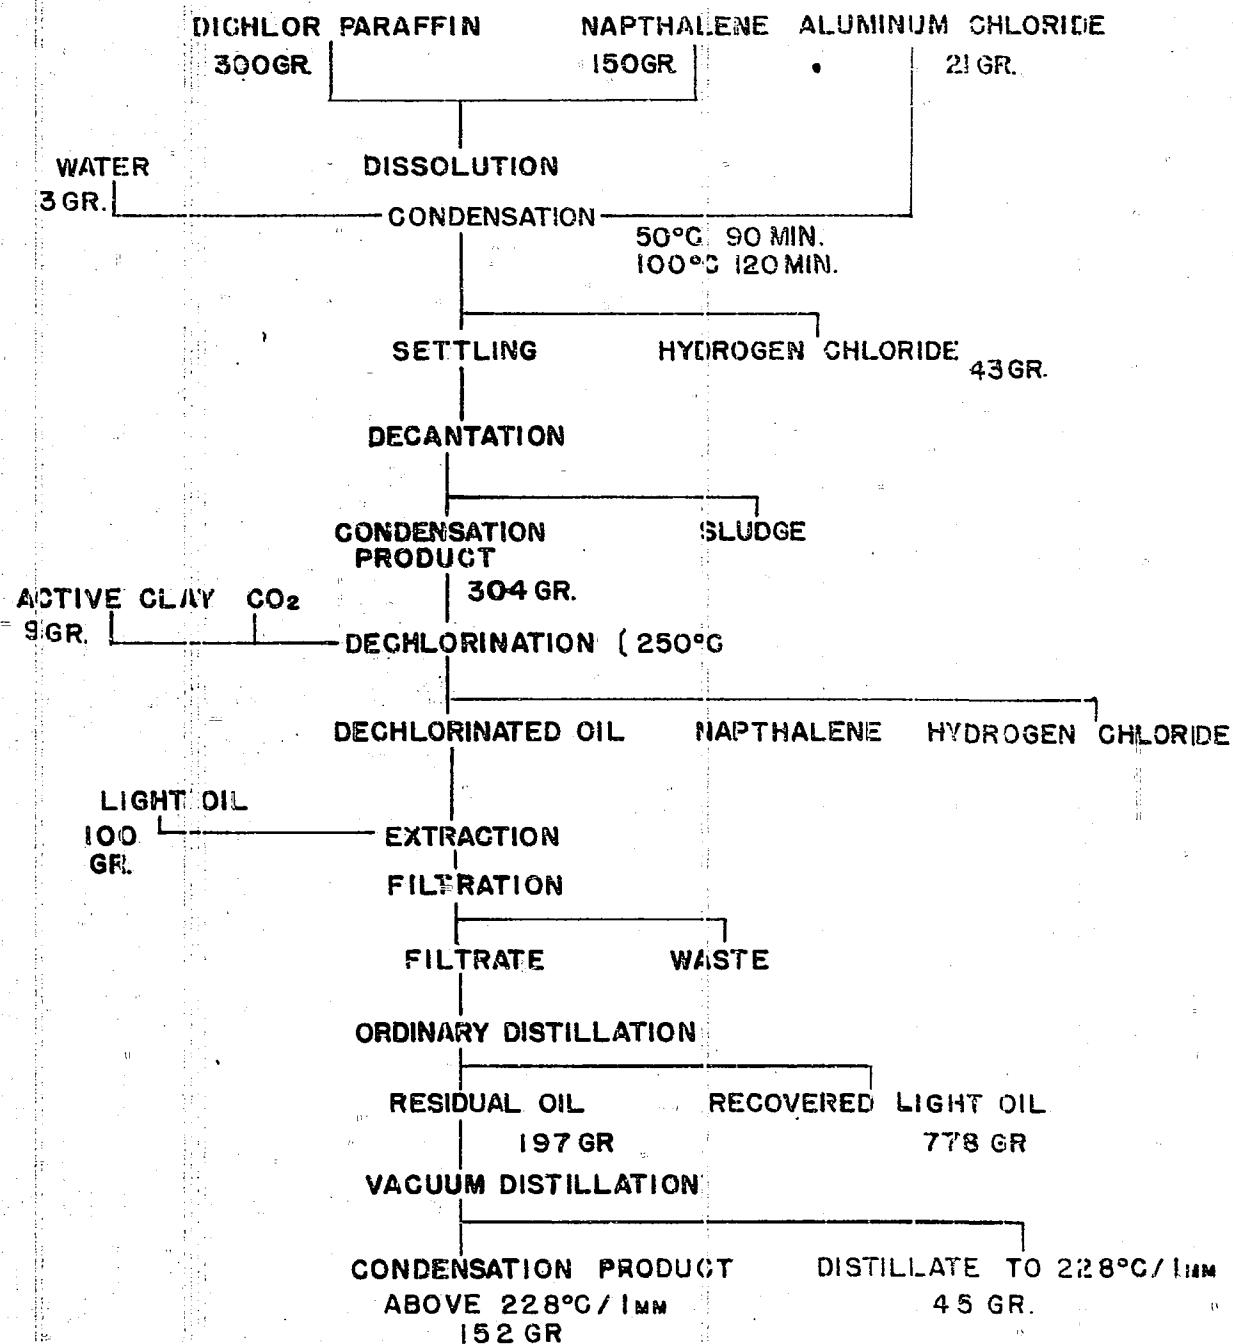 DICHLOR PARAFFIN NAPTHALENE ALUMINUM CHLORIDE
300GR. 150GR. 21 GR.
WATER DISSOLUTION
3 GR. CONDENSATION
50°C 90 MIN.
100°C 120 MIN.
SETTLING HYDROGEN CHLORIDE
43 GR.
DECANTATION
CONDENSATION SLUDGE
PRODUCT
304 GR.
ACTIVE CLAY CO2
9 GR. DECHLORINATION ( 250°C
DECHLORINATED OIL NAPTHALENE HYDROGEN CHLORIDE
LIGHT OIL
100 EXTRACTION
GR.
FILTRATION
FILTRATE WASTE
ORDINARY DISTILLATION
RESIDUAL OIL RECOVERED LIGHT OIL
197 GR 778 GR
VACUUM DISTILLATION
CONDENSATION PRODUCT DISTILLATE TO 228°C/1MM
ABOVE 228°C/1MM 45 GR.
152 GR